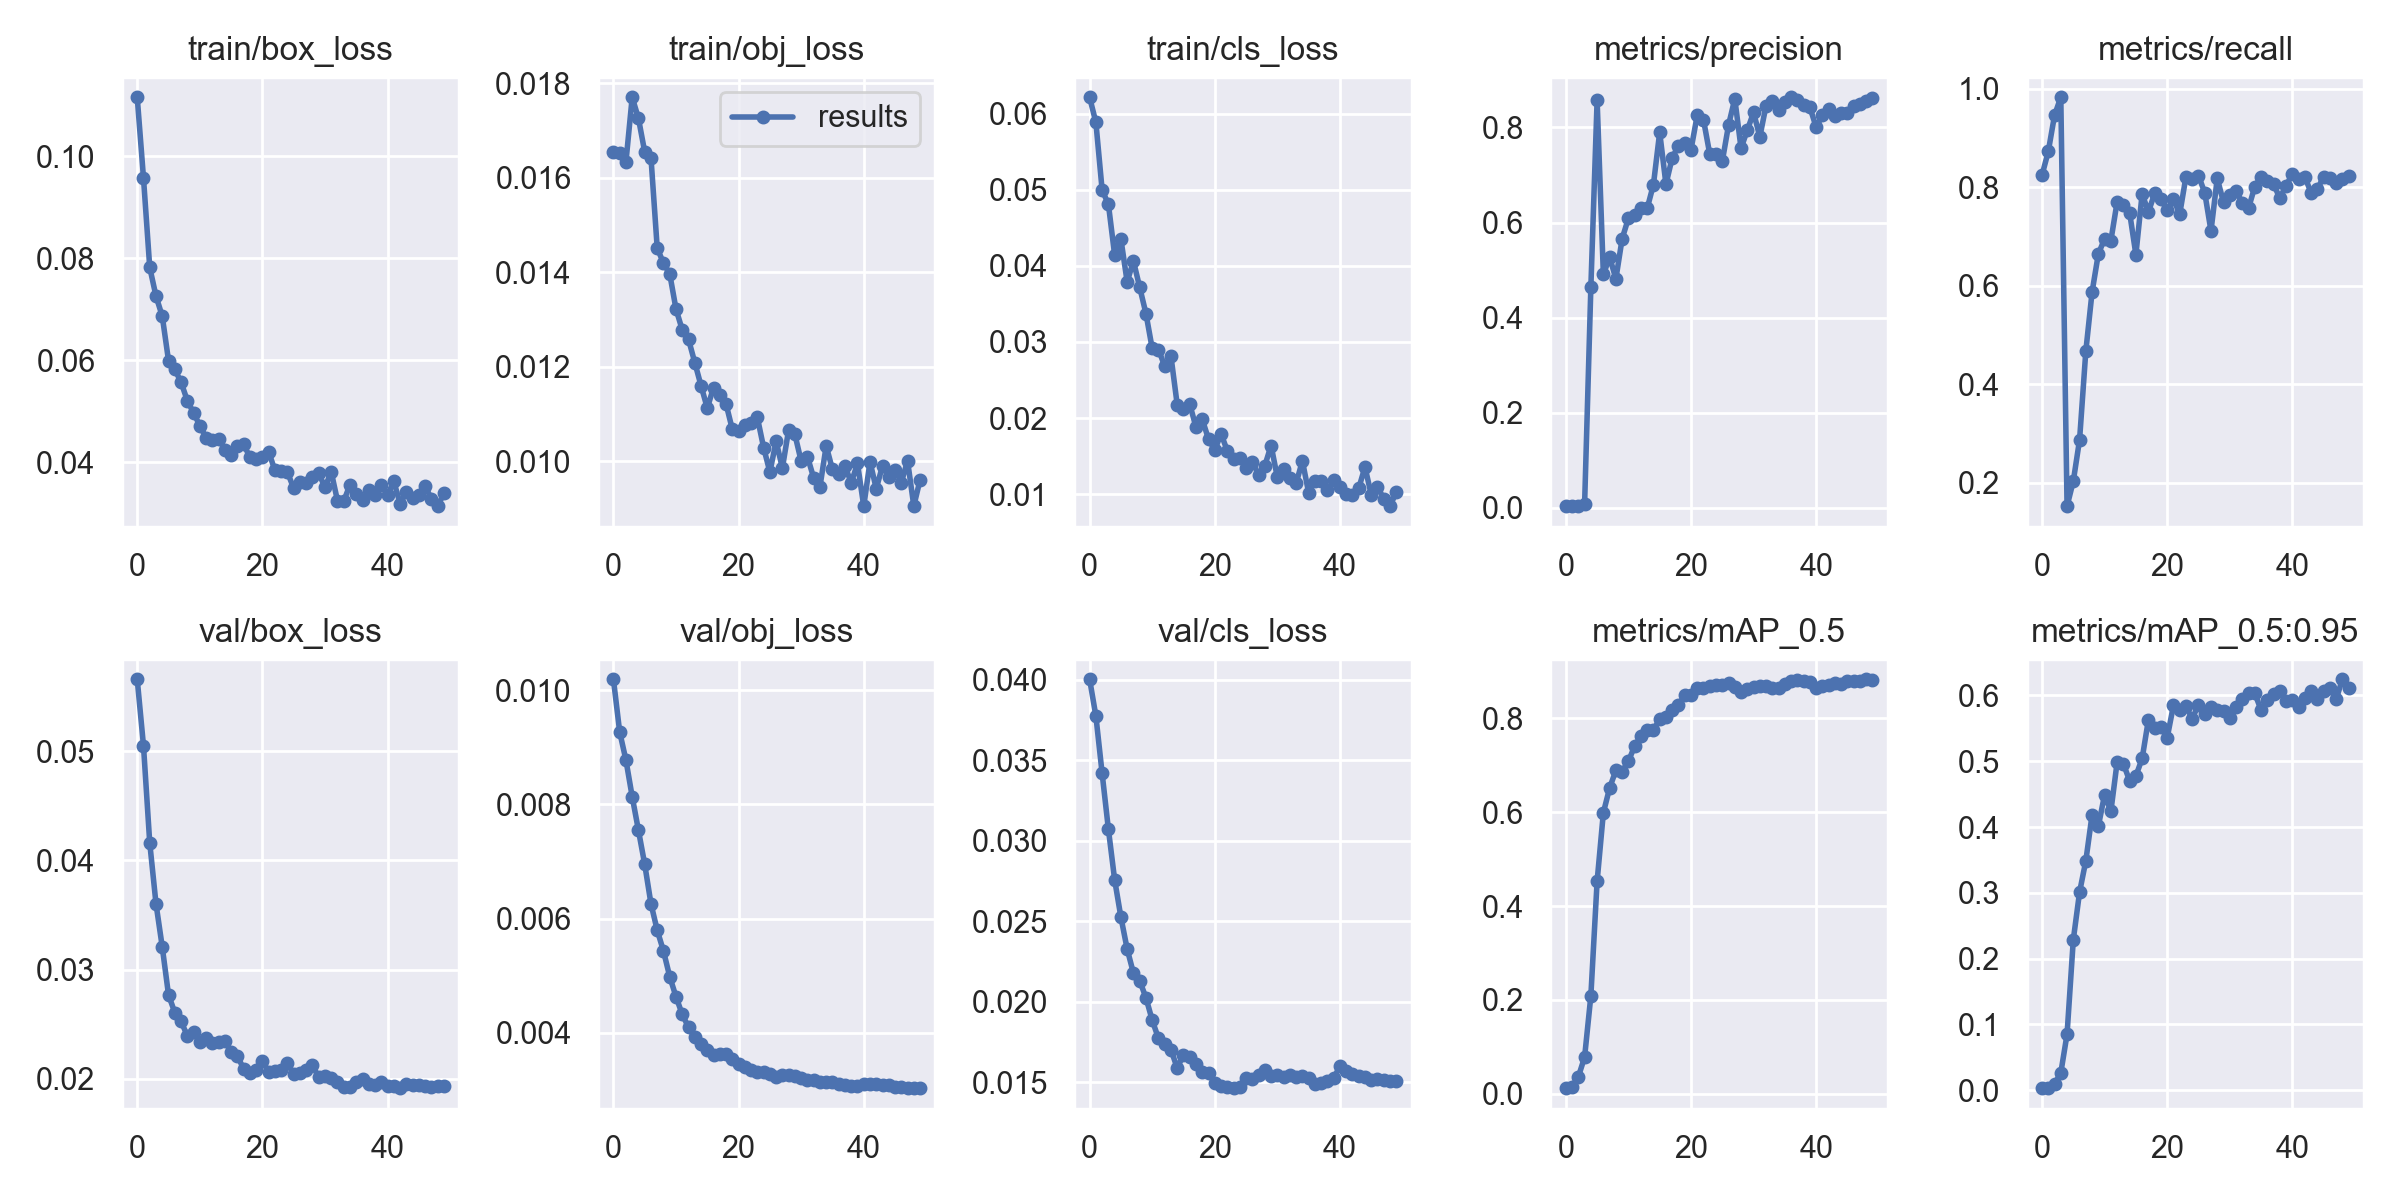 train/box_loss
train/obj_loss
train/cls_loss
metrics/precision
metrics/recall
0.10
0.08
0.06
0.04
0 20 40
results
0.018
0.016
0.014
0.012
0.010
0 20 40
0.06
0.05
0.04
0.03
0.02
0.01
0 20 40
0.8
0.6
0.4
0.2
0.0
0 20 40
1.0
0.8
0.6
0.4
0.2
0 20 40
val/box_loss
val/obj_loss
val/cls_loss
metrics/mAP_0.5
metrics/mAP_0.5:0.95
0.05
0.04
0.03
0.02
0 20 40
0.010
0.008
0.006
0.004
0 20 40
0.040
0.035
0.030
0.025
0.020
0.015
0 20 40
0.8
0.6
0.4
0.2
0.0
0 20 40
0.6
0.5
0.4
0.3
0.2
0.1
0.0
0 20 40